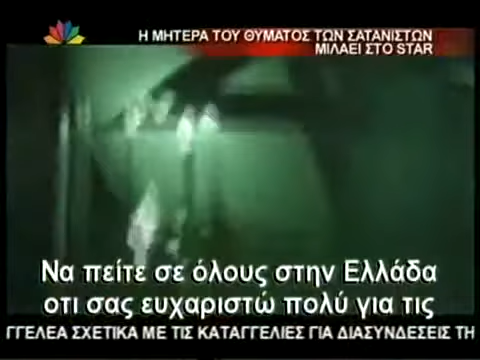 Η ΜΗΤΕΡΑ ΤΟΥ ΘΥΜΑΤΟΣ ΤΩΝ ΣΑΤΑΝΙΣΤΩΝ
ΜΙΛΑΕΙ ΣΤΟ STAR
Να πείτε σε όλους στην Ελλάδα
οτι σας ευχαριστώ πολύ για τις
ΓΓΕΛΕΑ ΣΧΕΤΙΚΑ ΜΕ ΤΙΣ ΚΑΤΑΓΓΕΛΙΕΣ ΓΙΑ ΔΙΑΣΥΝΔΕΣΕΙΣ ΤΗ